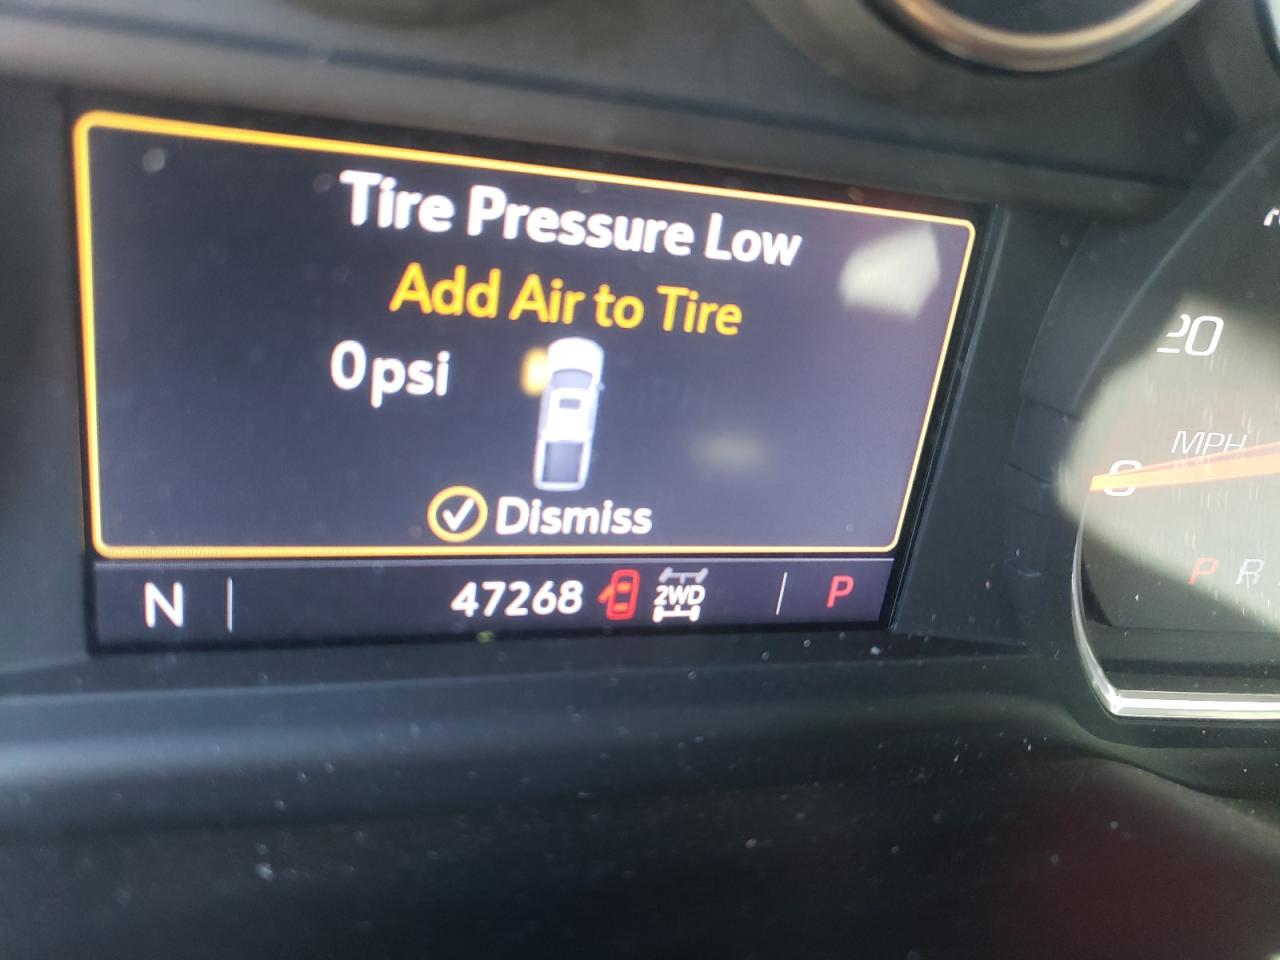 Tire Pressure Low
Add Air to Tire
0psi
Dismiss
N
47268
2WD
P
20
MPH
0
P R